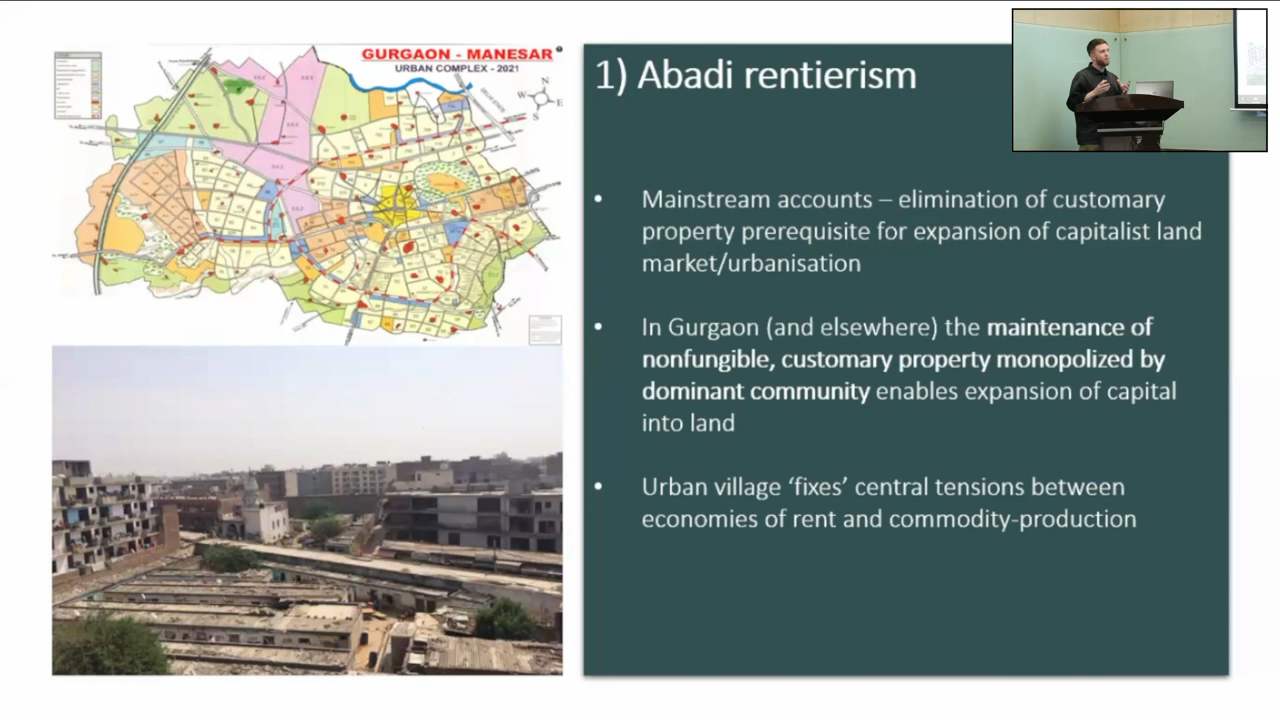 GURGAON - MANESAR
URBAN COMPLEX - 2021
N
W
E
S
1) Abadi rentierism
• Mainstream accounts – elimination of customary
property prerequisite for expansion of capitalist land
market/urbanisation
• In Gurgaon (and elsewhere) the maintenance of
nonfungible, customary property monopolized by
dominant community enables expansion of capital
into land
• Urban village ‘fixes’ central tensions between
economies of rent and commodity-production